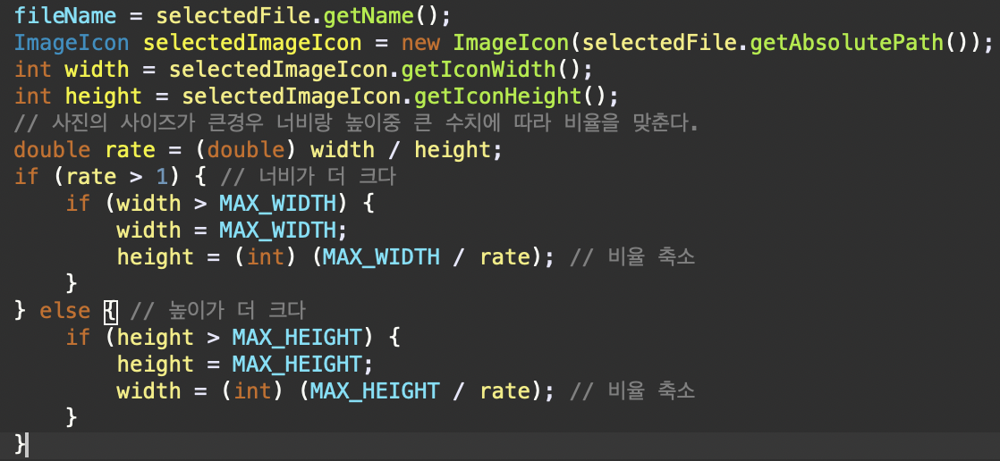 fileName = selectedFile.getName();
ImageIcon selectedImageIcon = new ImageIcon(selectedFile.getAbsolutePath());
int width = selectedImageIcon.getIconWidth();
int height = selectedImageIcon.getIconHeight();
// 사진의 사이즈가 큰경우 너비랑 높이중 큰 수치에 따라 비율을 맞춘다.
double rate = (double) width / height;
if (rate > 1) { // 너비가 더 크다
    if (width > MAX_WIDTH) {
        width = MAX_WIDTH;
        height = (int) (MAX_WIDTH / rate); // 비율 축소
    }
} else { // 높이가 더 크다
    if (height > MAX_HEIGHT) {
        height = MAX_HEIGHT;
        width = (int) (MAX_HEIGHT / rate); // 비율 축소
    }
}